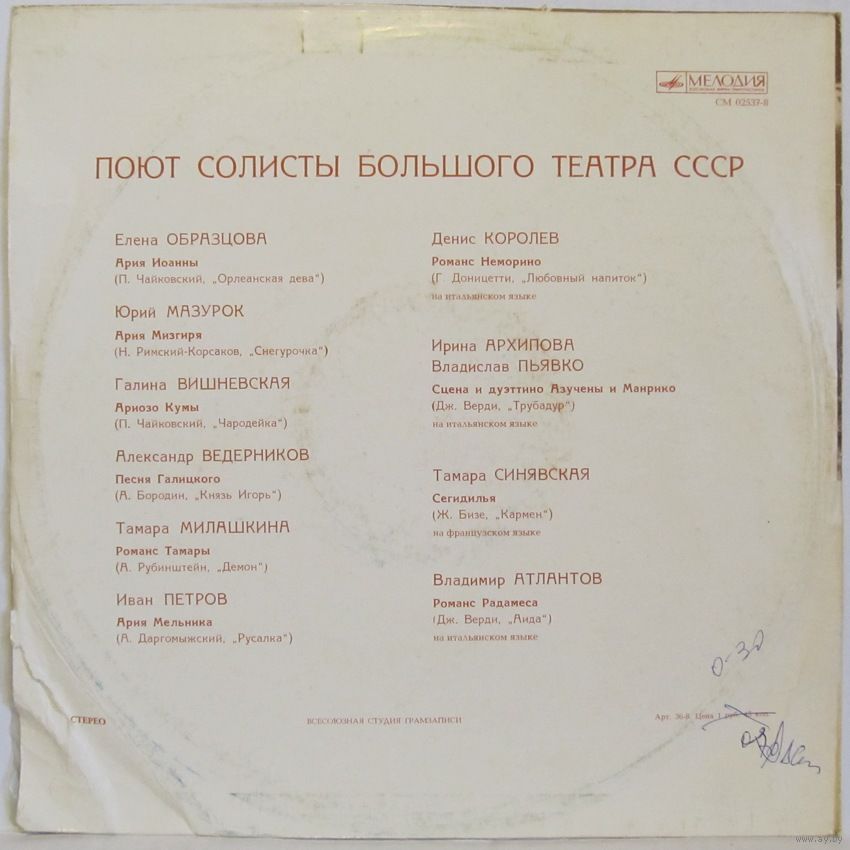 МЕЛОДИЯ
СМ 02537-8
ПОЮТ СОЛИСТЫ БОЛЬШОГО ТЕАТРА СССР
Елена ОБРАЗЦОВА
Ария Иоанны
(П. Чайковский, „Орлеанская дева“)
Юрий МАЗУРОК
Ария Мизгиря
(Н. Римский-Корсаков, „Снегурочка“)
Галина ВИШНЕВСКАЯ
Ариозо Кумы
(П. Чайковский, „Чародейка“)
Александр ВЕДЕРНИКОВ
Песня Галицкого
(А. Бородин, „Князь Игорь“)
Тамара МИЛАШКИНА
Романс Тамары
(А. Рубинштейн, „Демон“)
Иван ПЕТРОВ
Ария Мельника
(А. Даргомыжский, „Русалка“)
Денис КОРОЛЕВ
Романс Неморино
(Г. Доницетти, „Любовный напиток“)
на итальянском языке
Ирина АРХИПОВА
Владислав ПЬЯВКО
Сцена и дуэттино Азучены и Манрико
(Дж. Верди, „Трубадур“)
на итальянском языке
Тамара СИНЯВСКАЯ
Сегидилья
(Ж. Бизе, „Кармен“)
на французском языке
Владимир АТЛАНТОВ
Романс Радамеса
(Дж. Верди, „Аида“)
на итальянском языке
0-30
СТЕРЕО
ВСЕСОЮЗНАЯ СТУДИЯ ГРАМЗАПИСИ
Арт. 36-8. Цена 1 руб.
www.ay.by